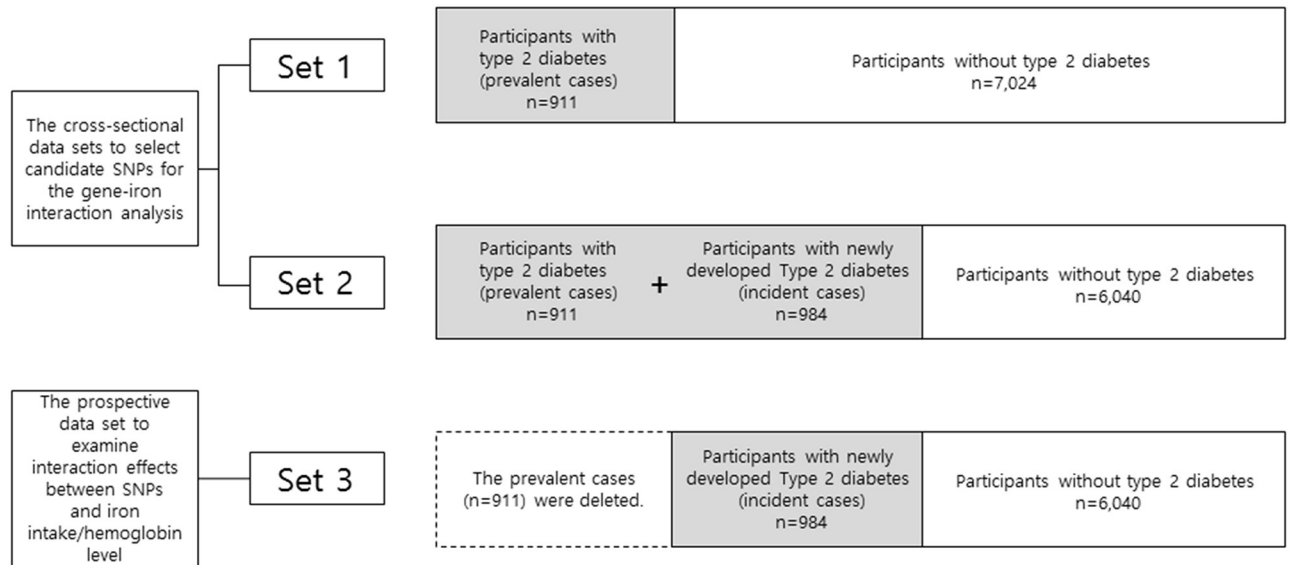 The cross-sectional
data sets to select
candidate SNPs for
the gene-iron
interaction analysis
Set 1
Participants with
type 2 diabetes
(prevalent cases)
n=911
Participants without type 2 diabetes
n=7,024
Set 2
Participants with
type 2 diabetes
(prevalent cases)
n=911
+
Participants with newly
developed Type 2 diabetes
(incident cases)
n=984
Participants without type 2 diabetes
n=6,040
The prospective
data set to
examine
interaction effects
between SNPs
and iron
intake/hemoglobin
level
Set 3
The prevalent cases
(n=911) were deleted.
Participants with newly
developed Type 2 diabetes
(incident cases)
n=984
Participants without type 2 diabetes
n=6,040